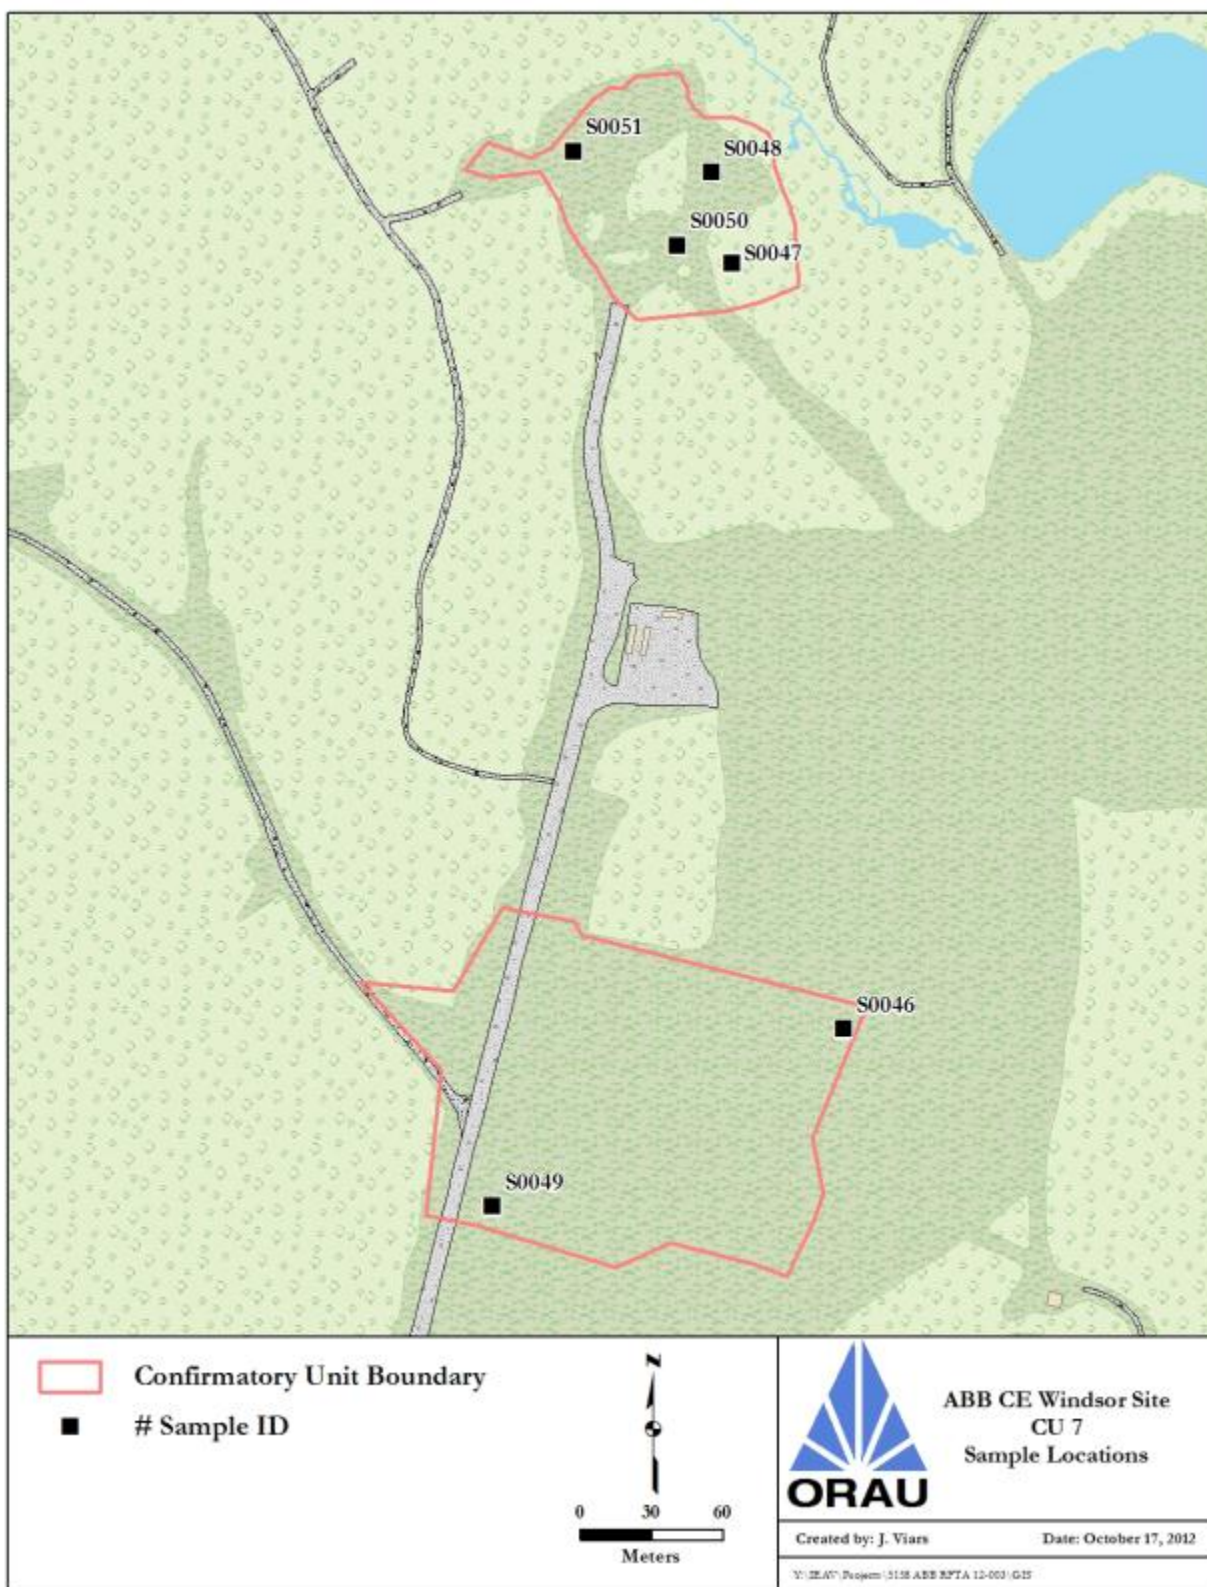 S0051
S0048
S0050
S0047
S0046
S0049
Confirmatory Unit Boundary
# Sample ID
N
0 30 60
Meters
ORAU
ABB CE Windsor Site
CU 7
Sample Locations
Created by: J. Viars Date: October 17, 2012